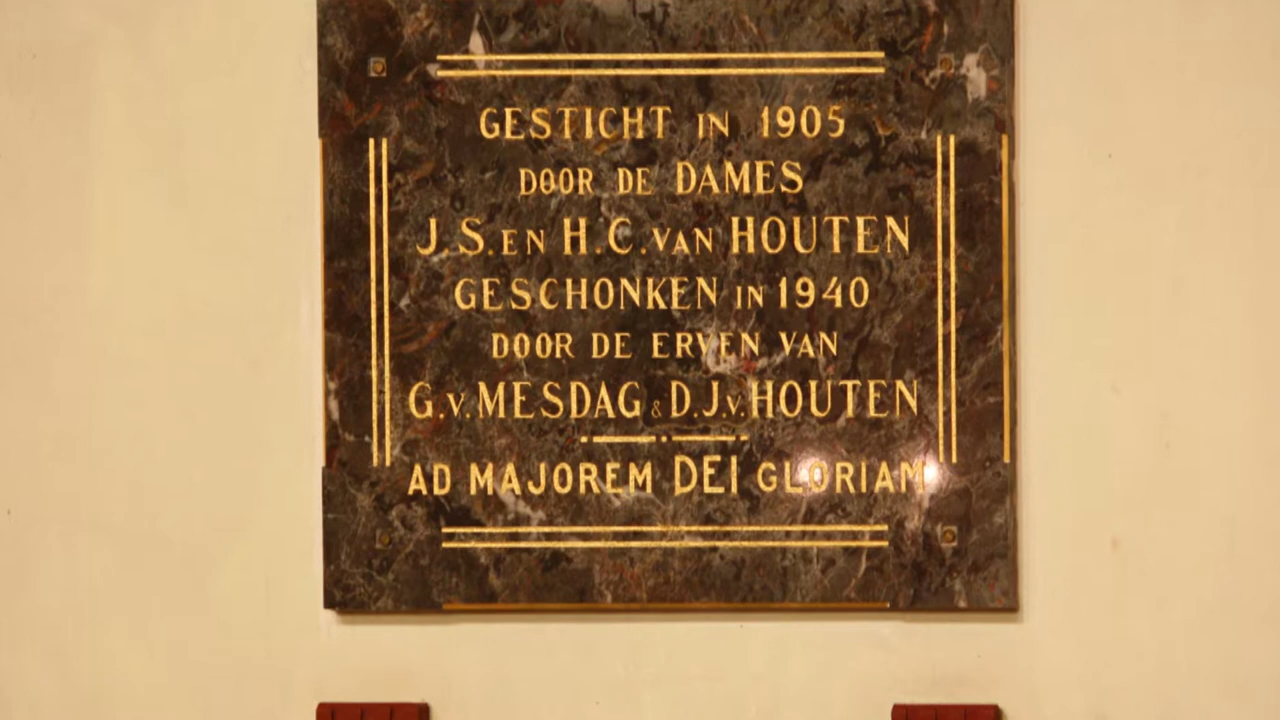 GESTICHT IN 1905
DOOR DE DAMES
J.S. EN H.C. VAN HOUTEN
GESCHONKEN IN 1940
DOOR DE ERVEN VAN
G.V. MESDAG & D.J.V. HOUTEN
AD MAJOREM DEI GLORIAM